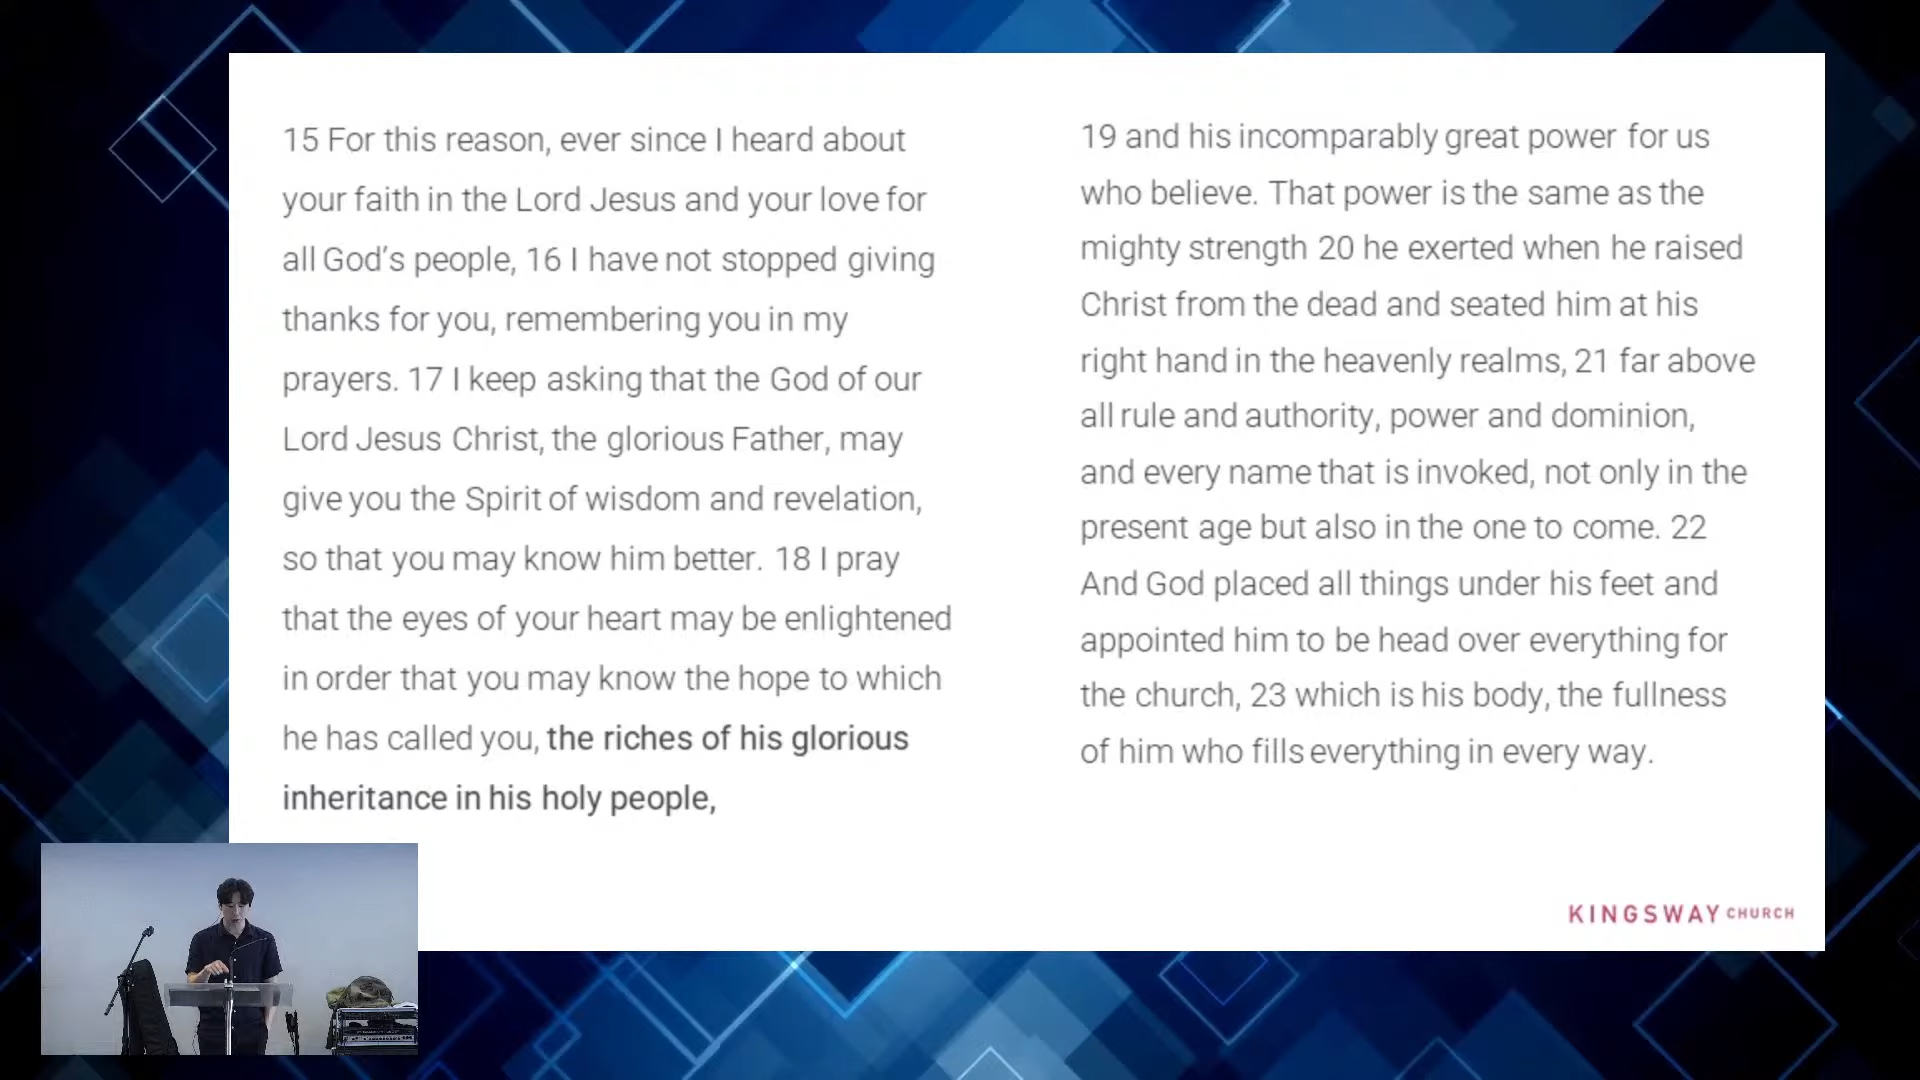 15 For this reason, ever since I heard about
your faith in the Lord Jesus and your love for
all God’s people, 16 I have not stopped giving
thanks for you, remembering you in my
prayers. 17 I keep asking that the God of our
Lord Jesus Christ, the glorious Father, may
give you the Spirit of wisdom and revelation,
so that you may know him better. 18 I pray
that the eyes of your heart may be enlightened
in order that you may know the hope to which
he has called you, the riches of his glorious
inheritance in his holy people,
19 and his incomparably great power for us
who believe. That power is the same as the
mighty strength 20 he exerted when he raised
Christ from the dead and seated him at his
right hand in the heavenly realms, 21 far above
all rule and authority, power and dominion,
and every name that is invoked, not only in the
present age but also in the one to come. 22
And God placed all things under his feet and
appointed him to be head over everything for
the church, 23 which is his body, the fullness
of him who fills everything in every way.
KINGSWAY CHURCH